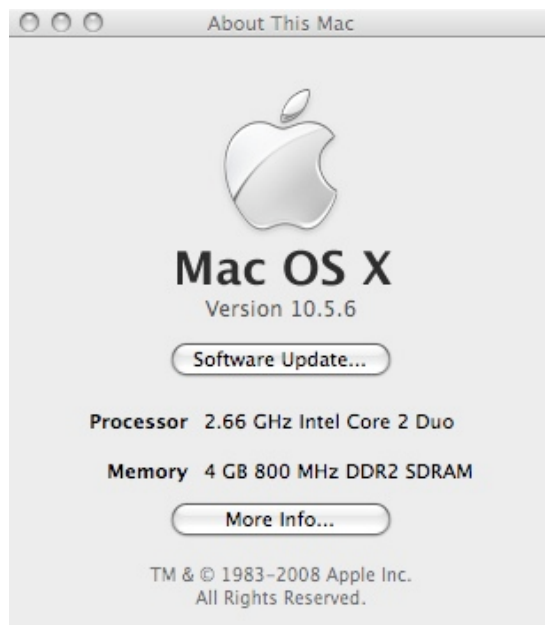 About This Mac
Mac OS X
Version 10.5.6
Software Update...
Processor 2.66 GHz Intel Core 2 Duo
Memory 4 GB 800 MHz DDR2 SDRAM
More Info...
TM & © 1983-2008 Apple Inc.
All Rights Reserved.